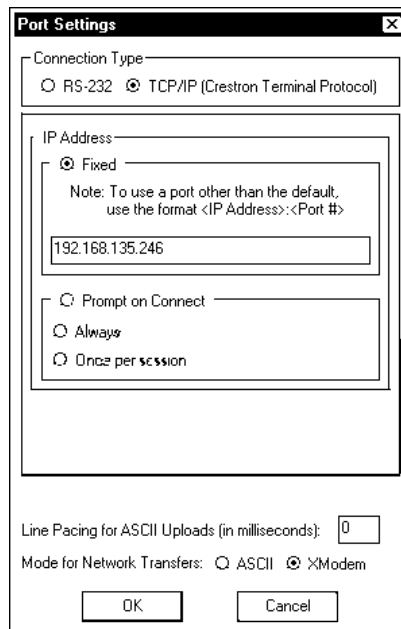 Port Settings
Connection Type
RS-232 TCP/IP (Crestron Terminal Protocol)
IP Address
Fixed
Note: To use a port other than the default,
use the format <IP Address>:<Port #>
192.168.135.246
Prompt on Connect
Always
Once per session
Line Pacing for ASCII Uploads (in milliseconds): 0
Mode for Network Transfers: ASCII XModem
OK Cancel